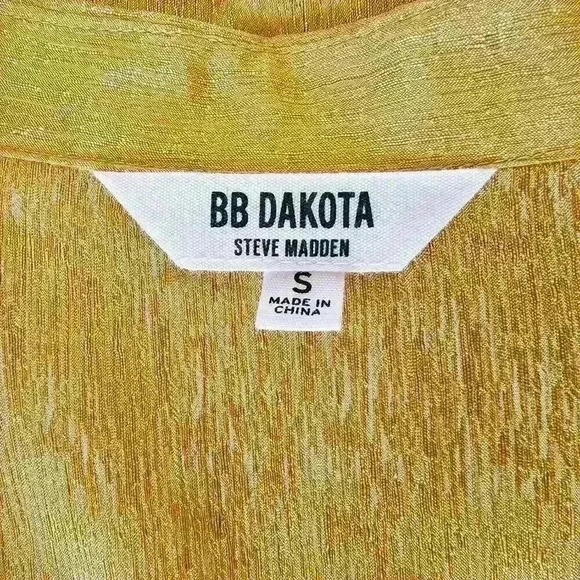 BB DAKOTA
STEVE MADDEN
S
MADE IN
CHINA